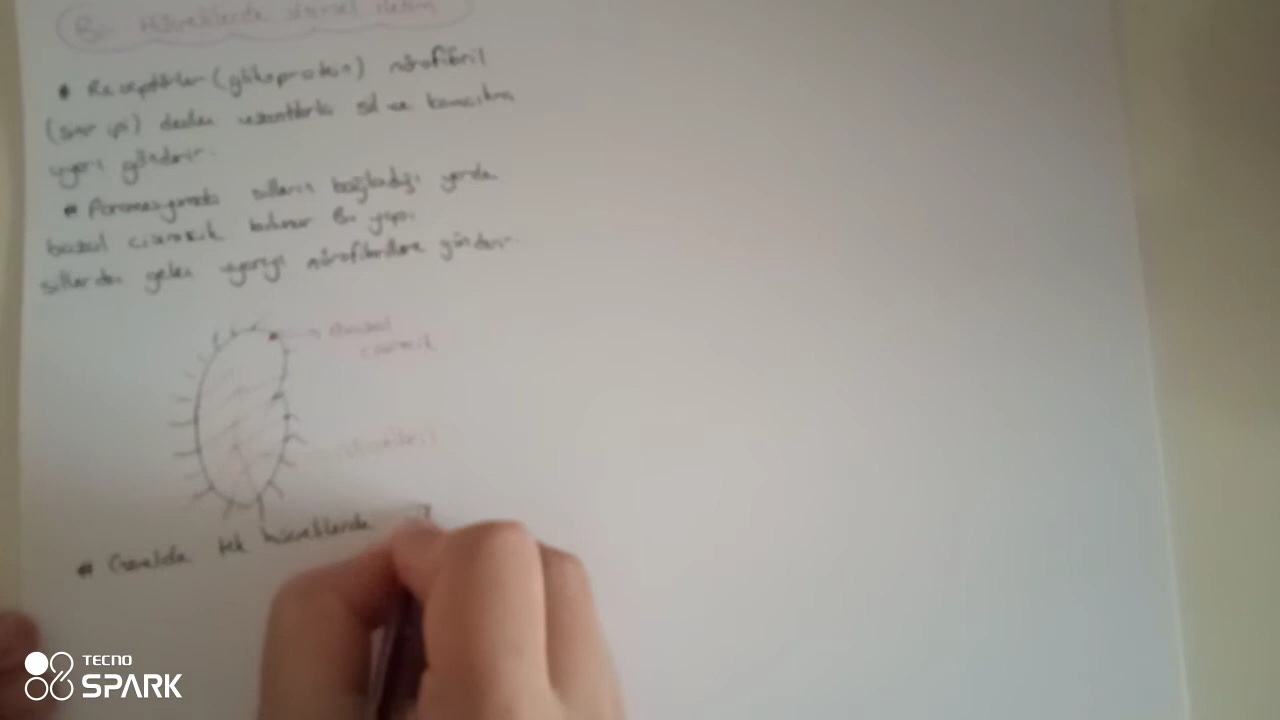 Bir Hücrelilerde sinirsel iletim
* Reseptörler (glikoprotein) nörofibril
(sinir ipi) denilen uzantılarla sil ve kamçılara
uyarı gönderir.
* Paramesyumda sillerin bağladığı yerde
bazal cisimcik bulunur Bu yapı
sillerden gelen uyarıyı nörofibrillere gönderir.
Bazal
cisimcik
nörofibril
* Genelde tek hücrelilerde
TECNO
SPARK